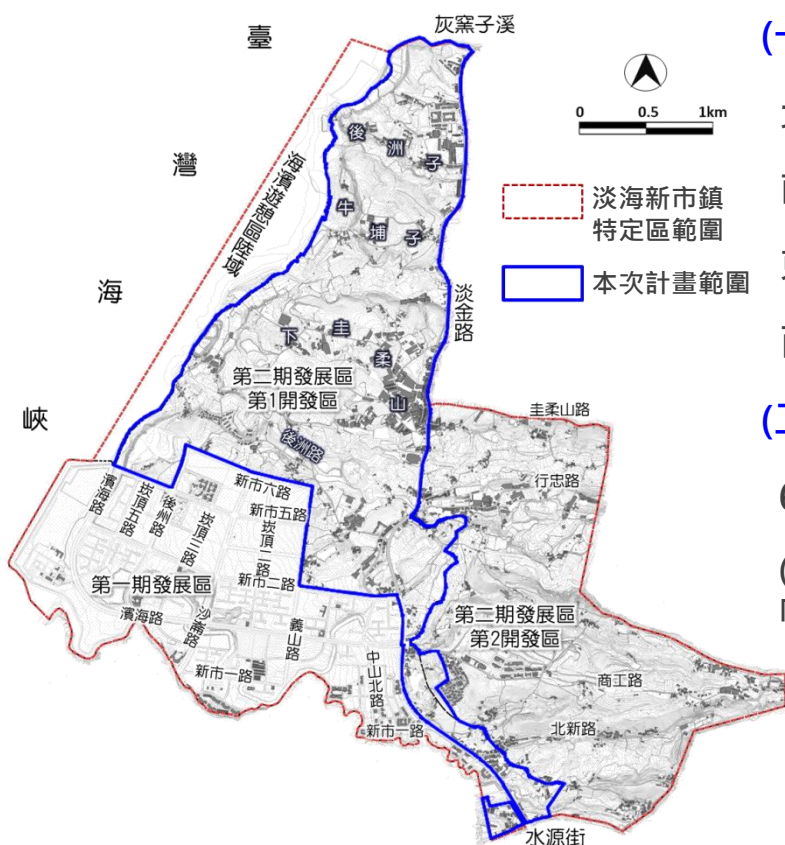 灰窯子溪
臺
灣
海
峽
0 0.5 1km
淡海新市鎮
特定區範圍
本次計畫範圍
海濱遊憩區陸域
後洲子
牛埔子
下圭柔山
淡金路
第二期發展區
第1開發區
後洲路
圭柔山路
行忠路
新市六路
新市五路
新市二路
濱海路
崁頂五路
後州路
崁頂三路
崁頂二路
第一期發展區
濱海路
沙崙路
義山路
新市一路
中山北路
新市一路
第二期發展區
第2開發區
商工路
北新路
水源街